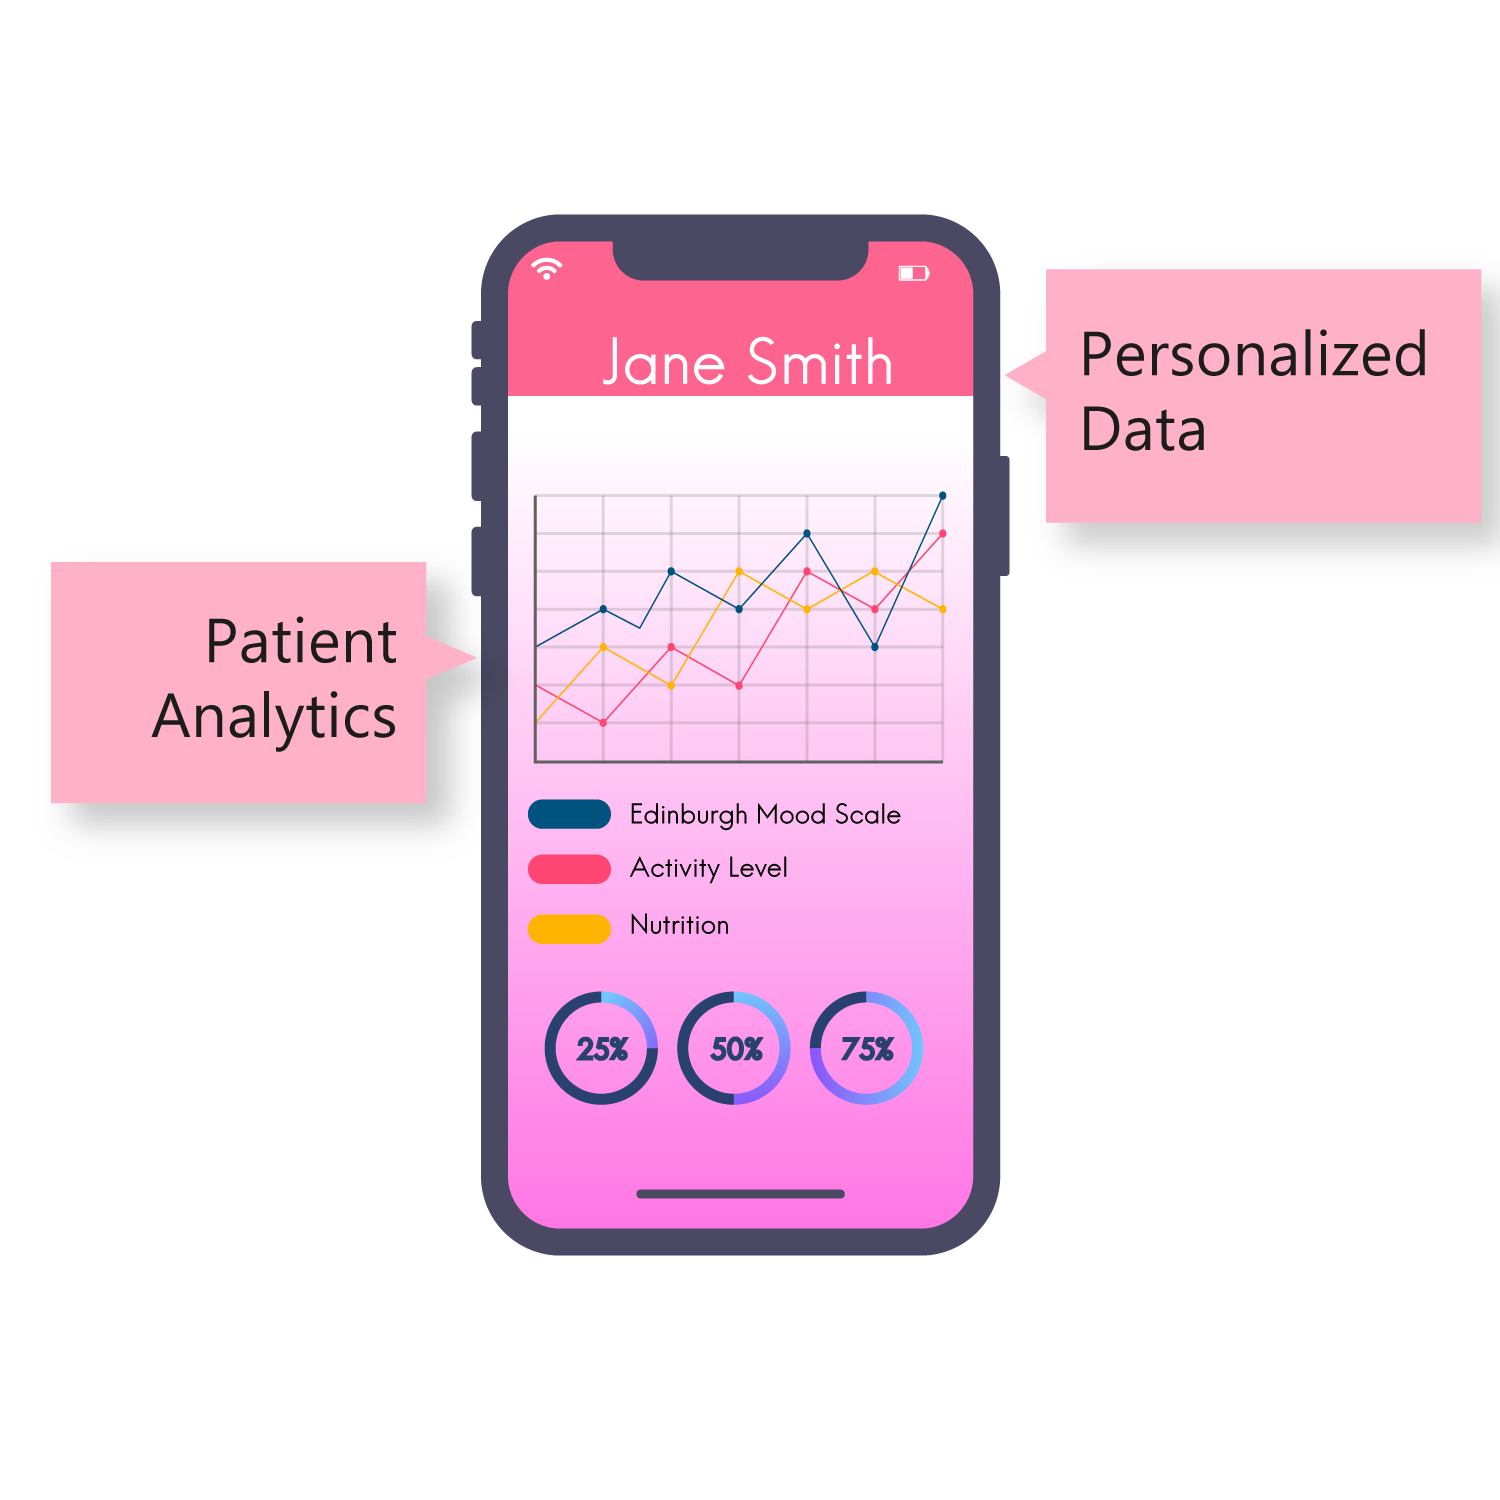 Jane Smith
Personalized
Data
Patient
Analytics
Edinburgh Mood Scale
Activity Level
Nutrition
25% 50% 75%